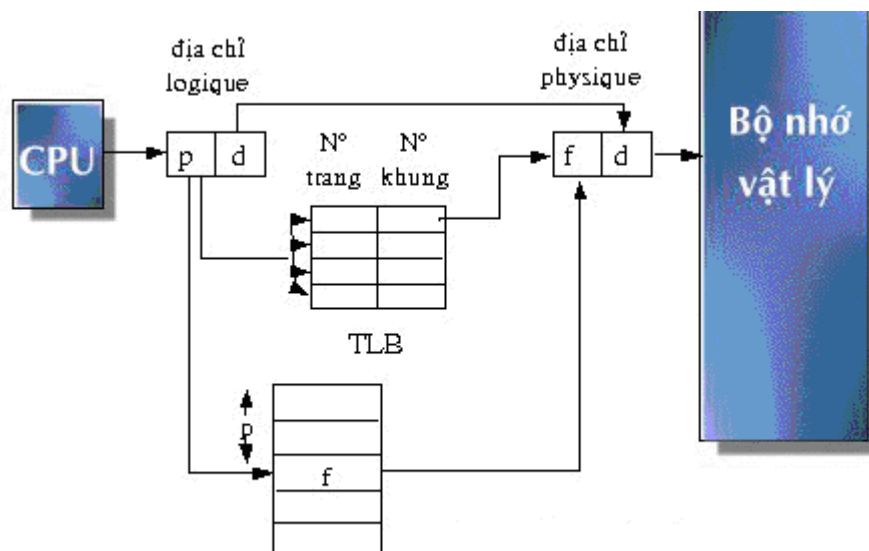 địa chỉ
logique
địa chỉ
physique
CPU
p
d
N°
trang
N°
khung
f
d
Bộ nhớ
vật lý
TLB
p
f